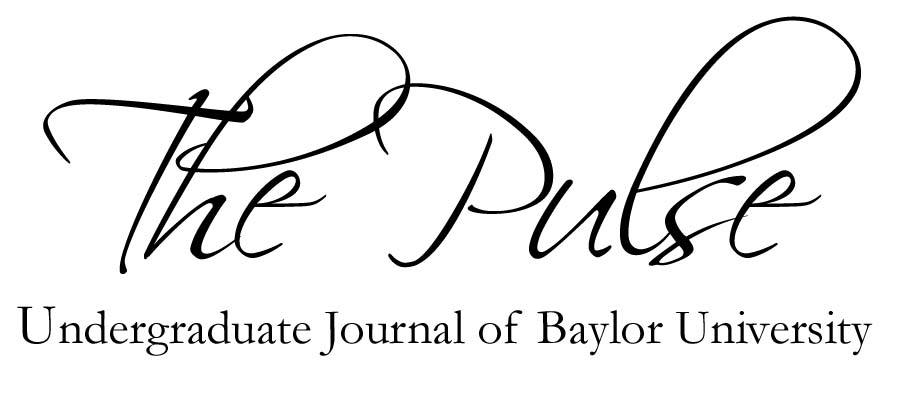 The Pulse
Undergraduate Journal of Baylor University